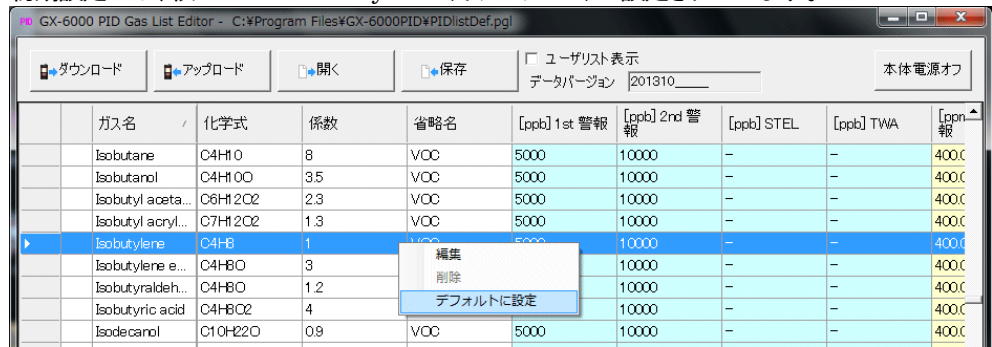 GX-6000 PID Gas List Editor - C:¥Program Files¥GX-6000PID¥PIDlistDef.pgl
ダウンロード アップロード 開く 保存 ユーザリスト表示 本体電源オフ
データバージョン 201310____
ガス名 化学式 係数 省略名 [ppb] 1st 警報 [ppb] 2nd 警報 [ppb] STEL [ppb] TWA
Isobutane C4H10 8 VOC 5000 10000 - - 400.0
Isobutanol C4H10O 3.5 VOC 5000 10000 - - 400.0
Isobutyl aceta... C6H12O2 2.3 VOC 5000 10000 - - 400.0
Isobutyl acryl... C7H12O2 1.3 VOC 5000 10000 - - 400.0
Isobutylene C4H8 1 VOC 5000 10000 - - 400.0
Isobutylene e... C4H8O 3 10000 - - 400.0
Isobutyraldeh... C4H8O 1.2 10000 - - 400.0
Isobutyric acid C4H8O2 4 10000 - - 400.0
Isodecanol C10H22O 0.9 VOC 5000 10000 - - 400.0
編集
削除
デフォルトに設定